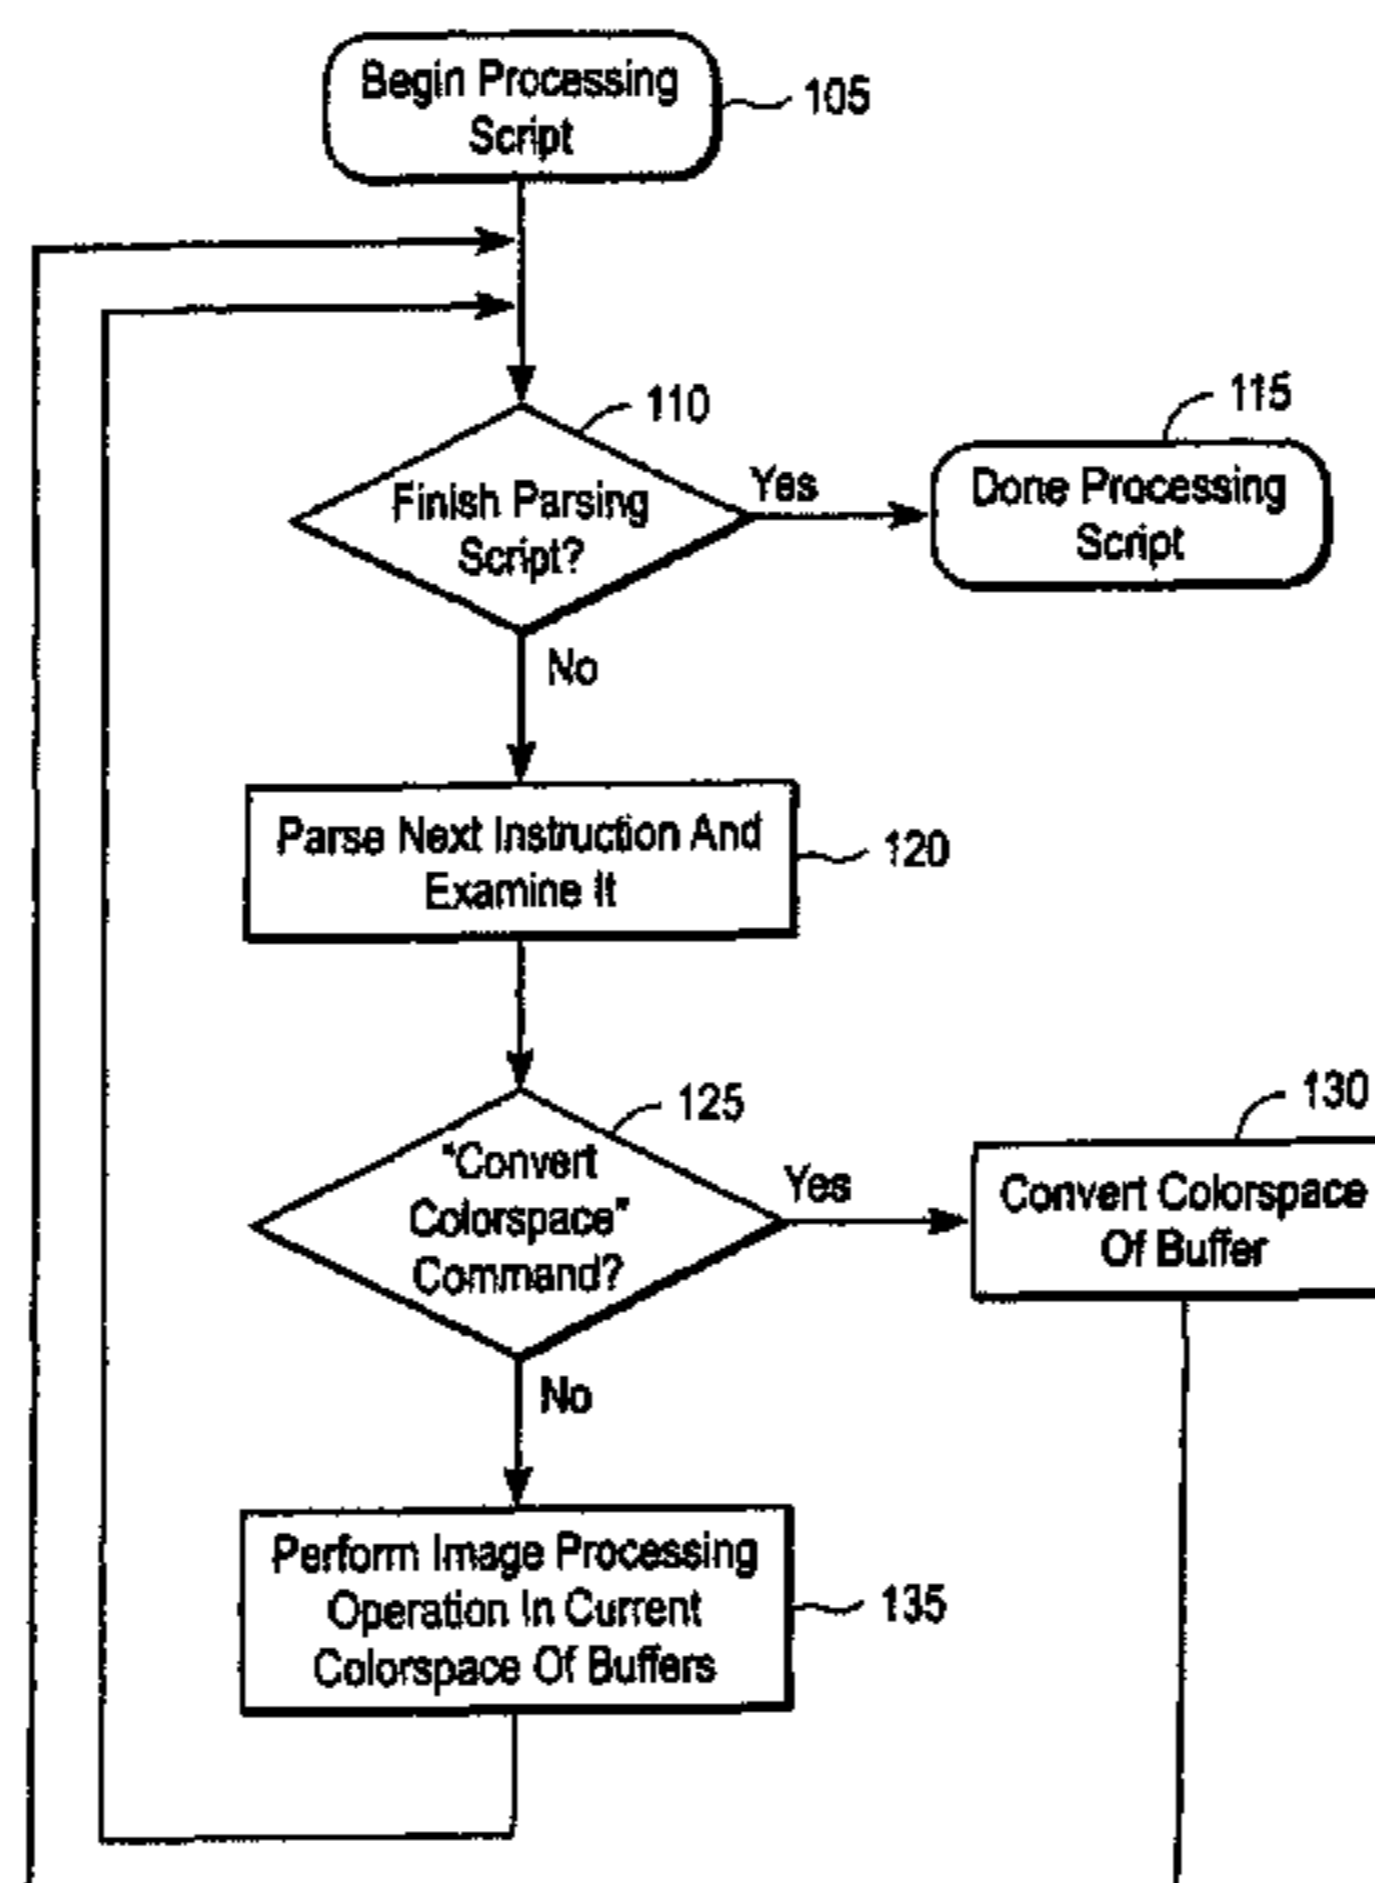 Begin Processing
Script
105
110
Finish Parsing
Script?
Yes
115
Done Processing
Script
No
Parse Next Instruction And
Examine It
120
125
"Convert
Colorspace"
Command?
Yes
130
Convert Colorspace
Of Buffer
No
Perform Image Processing
Operation In Current
Colorspace Of Buffers
135